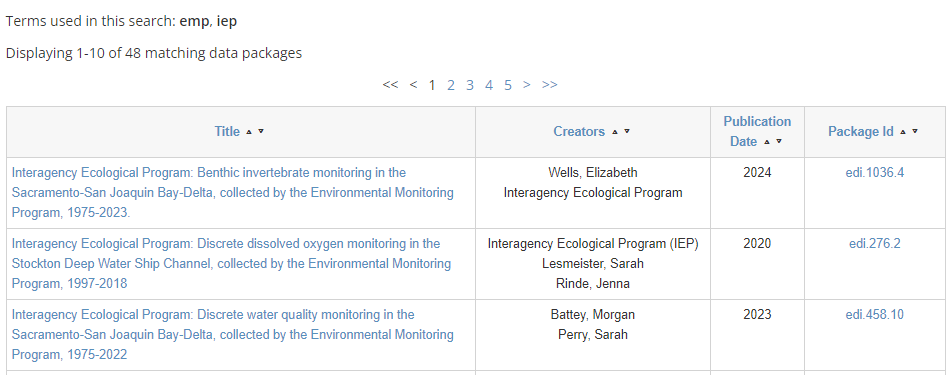 Terms used in this search: emp, iep
Displaying 1-10 of 48 matching data packages
<< < 1 2 3 4 5 > >>
Title ▲ ▼ Creators ▲ ▼ Publication Date ▲ ▼ Package Id ▲ ▼
Interagency Ecological Program: Benthic invertebrate monitoring in the
Sacramento-San Joaquin Bay-Delta, collected by the Environmental Monitoring
Program, 1975-2023.
Wells, Elizabeth
Interagency Ecological Program
2024
edi.1036.4
Interagency Ecological Program: Discrete dissolved oxygen monitoring in the
Stockton Deep Water Ship Channel, collected by the Environmental Monitoring
Program, 1997-2018
Interagency Ecological Program (IEP)
Lesmeister, Sarah
Rinde, Jenna
2020
edi.276.2
Interagency Ecological Program: Discrete water quality monitoring in the
Sacramento-San Joaquin Bay-Delta, collected by the Environmental Monitoring
Program, 1975-2022
Battey, Morgan
Perry, Sarah
2023
edi.458.10